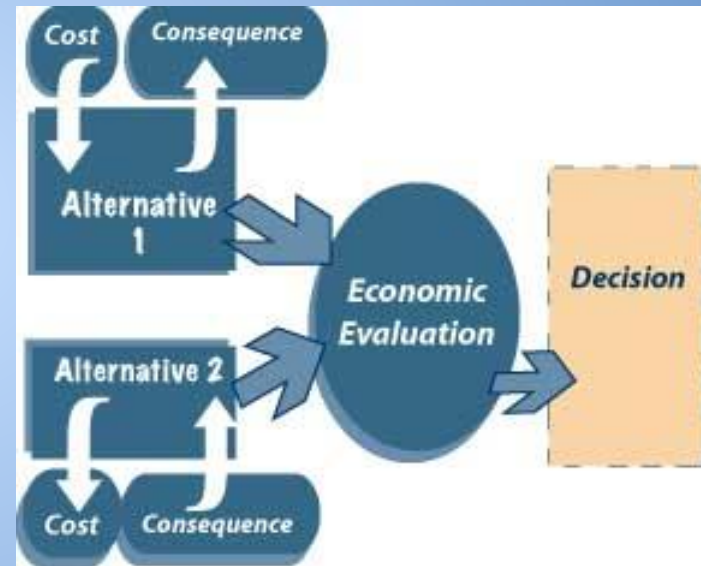 Cost
Consequence
Alternative
1
Economic
Evaluation
Decision
Alternative 2
Cost
Consequence